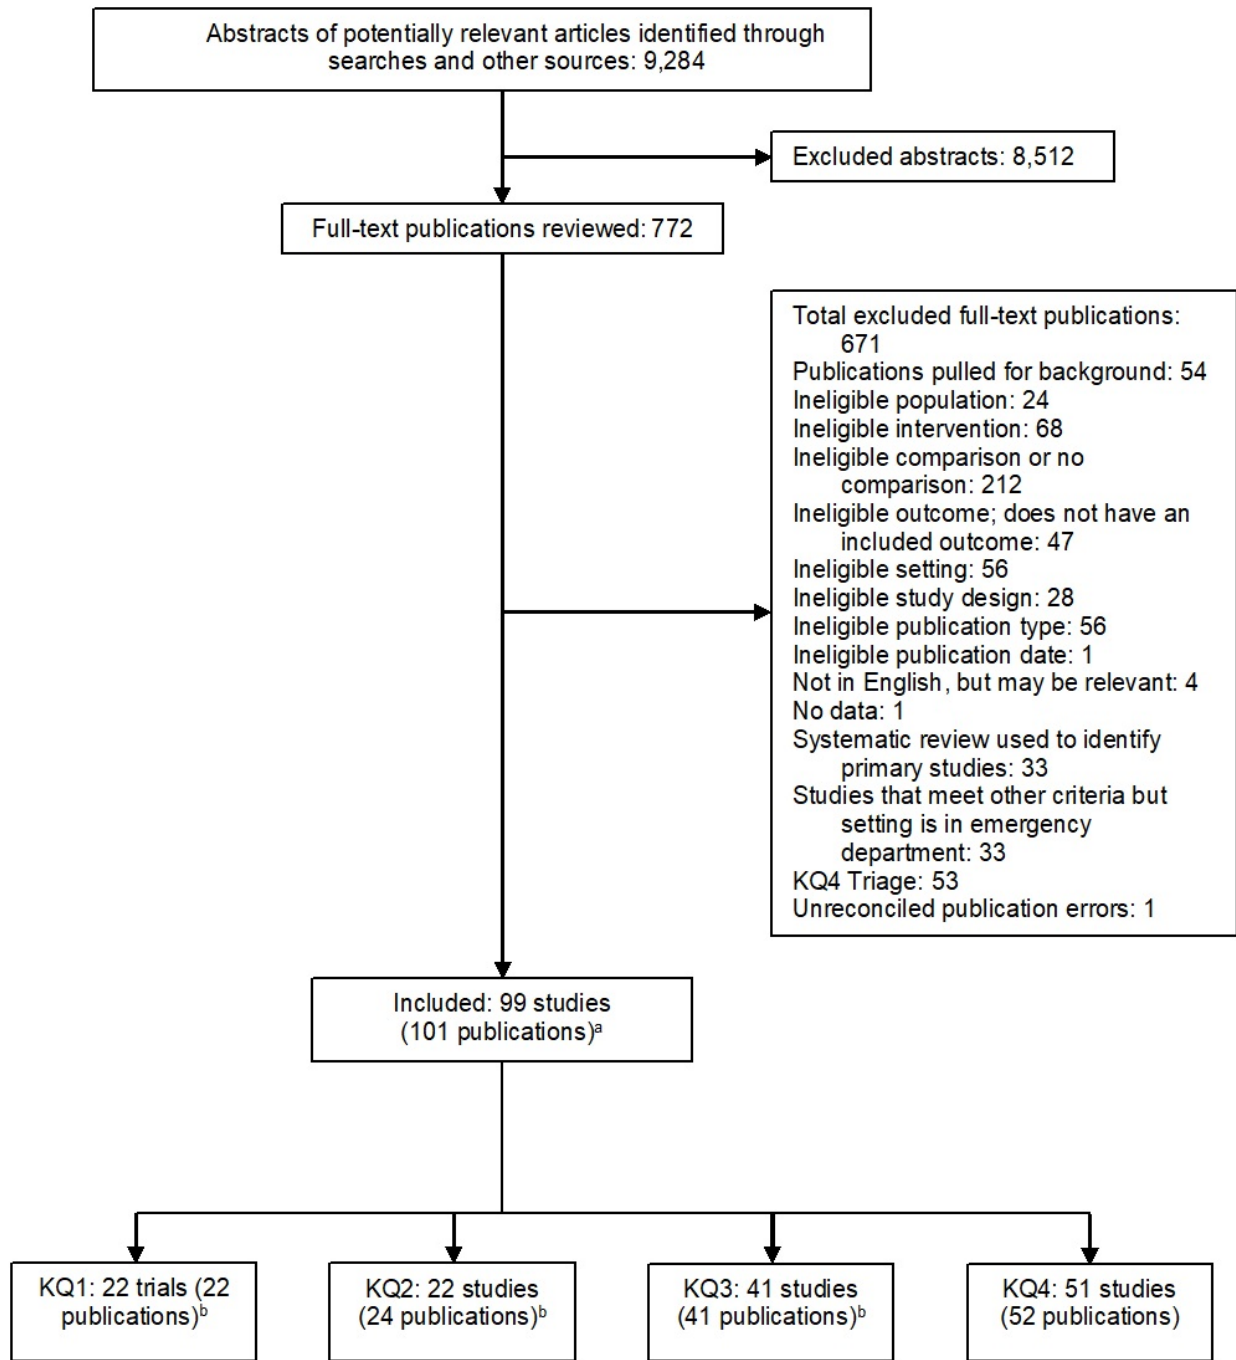 Abstracts of potentially relevant articles identified through
searches and other sources: 9,284
Excluded abstracts: 8,512
Full-text publications reviewed: 772
Total excluded full-text publications:
671
Publications pulled for background: 54
Ineligible population: 24
Ineligible intervention: 68
Ineligible comparison or no
comparison: 212
Ineligible outcome; does not have an
included outcome: 47
Ineligible setting: 56
Ineligible study design: 28
Ineligible publication type: 56
Ineligible publication date: 1
Not in English, but may be relevant: 4
No data: 1
Systematic review used to identify
primary studies: 33
Studies that meet other criteria but
setting is in emergency
department: 33
KQ4 Triage: 53
Unreconciled publication errors: 1
Included: 99 studies
(101 publications)ᵃ
KQ1: 22 trials (22
publications)ᵇ
KQ2: 22 studies
(24 publications)ᵇ
KQ3: 41 studies
(41 publications)ᵇ
KQ4: 51 studies
(52 publications)